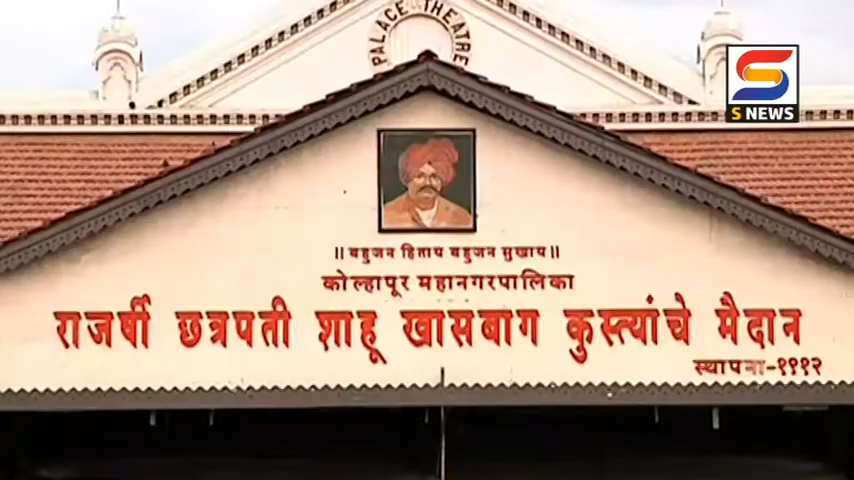 PALACE THEATRE
S NEWS
॥ बहुजन हिताय बहुजन सुखाय ॥
कोल्हापूर महानगरपालिका
राजर्षी छत्रपती शाहू खासबाग कुस्त्यांचे मैदान
स्थापना-१९१२